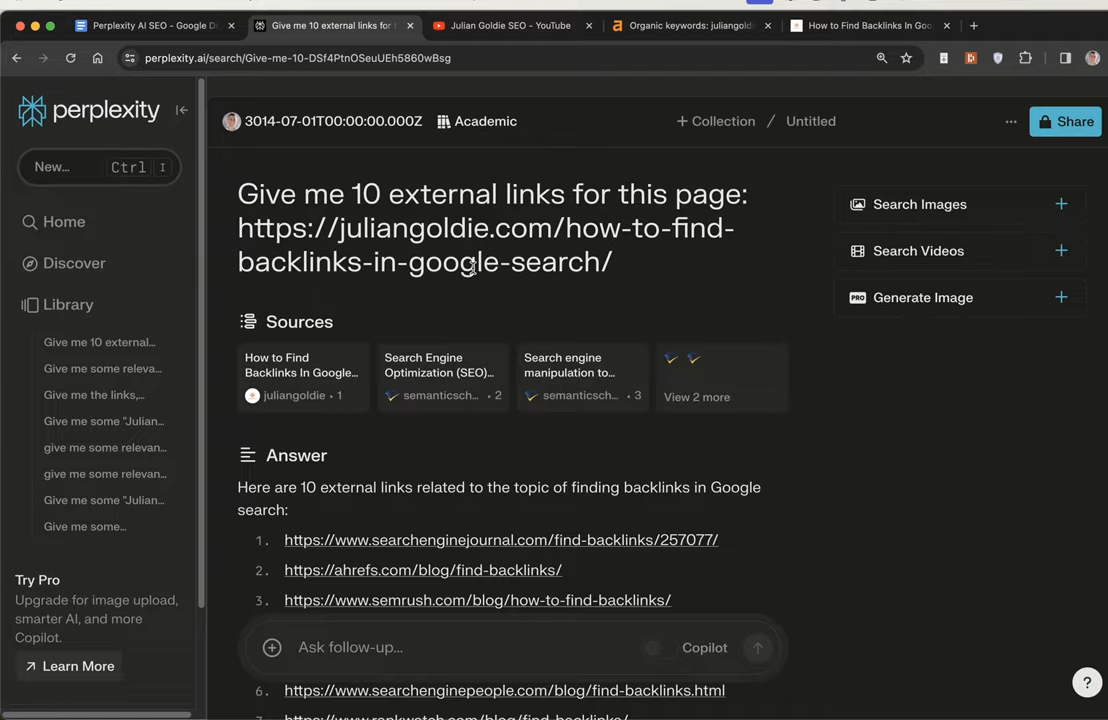 Perplexity AI SEO - Google D
Give me 10 external links for t
Julian Goldie SEO - YouTube
Organic keywords: juliangold
How to Find Backlinks In Goo
perplexity.ai/search/Give-me-10-DSf4PtnOSeuUEh5860wBsg
perplexity
3014-07-01T00:00:00.000Z
Academic
Collection / Untitled
Share
New...
Ctrl I
Home
Discover
Library
Give me 10 external...
Give me some releva...
Give me the links,...
Give me some "Julian...
give me some relevan...
give me some relevan...
Give me some "Julian...
Give me some...
Try Pro
Upgrade for image upload,
smarter AI, and more
Copilot.
Learn More
Give me 10 external links for this page:
https://juliangoldie.com/how-to-find-
backlinks-in-google-search/
Sources
How to Find
Backlinks In Google...
juliangoldie • 1
Search Engine
Optimization (SEO)...
semanticsch... • 2
Search engine
manipulation to...
semanticsch... • 3
View 2 more
Answer
Here are 10 external links related to the topic of finding backlinks in Google
search:
1. https://www.searchenginejournal.com/find-backlinks/257077/
2. https://ahrefs.com/blog/find-backlinks/
3. https://www.semrush.com/blog/how-to-find-backlinks/
Ask follow-up...
Copilot
6. https://www.searchenginepeople.com/blog/find-backlinks.html
7. https://www.rankwatch.com/blog/find-backlinks/
Search Images
Search Videos
PRO Generate Image
?